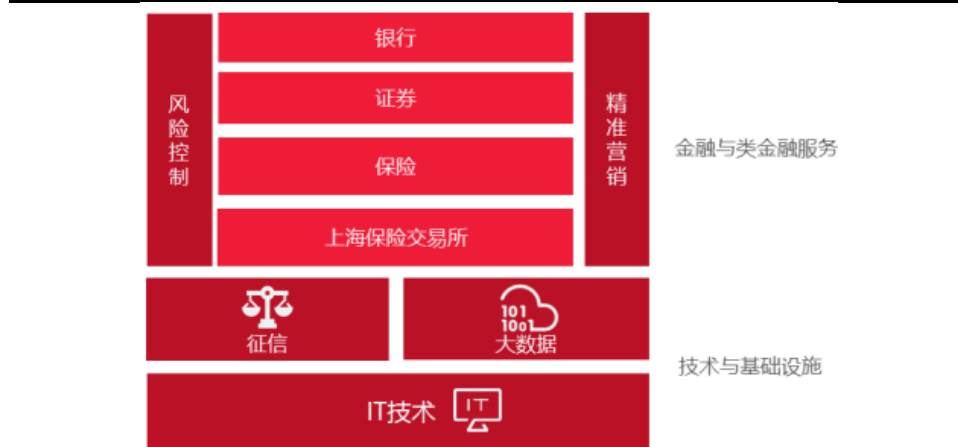 银行
证券
保险
上海保险交易所
风险控制
精准营销
金融与类金融服务
征信
101
1001
大数据
技术与基础设施
IT技术
IT